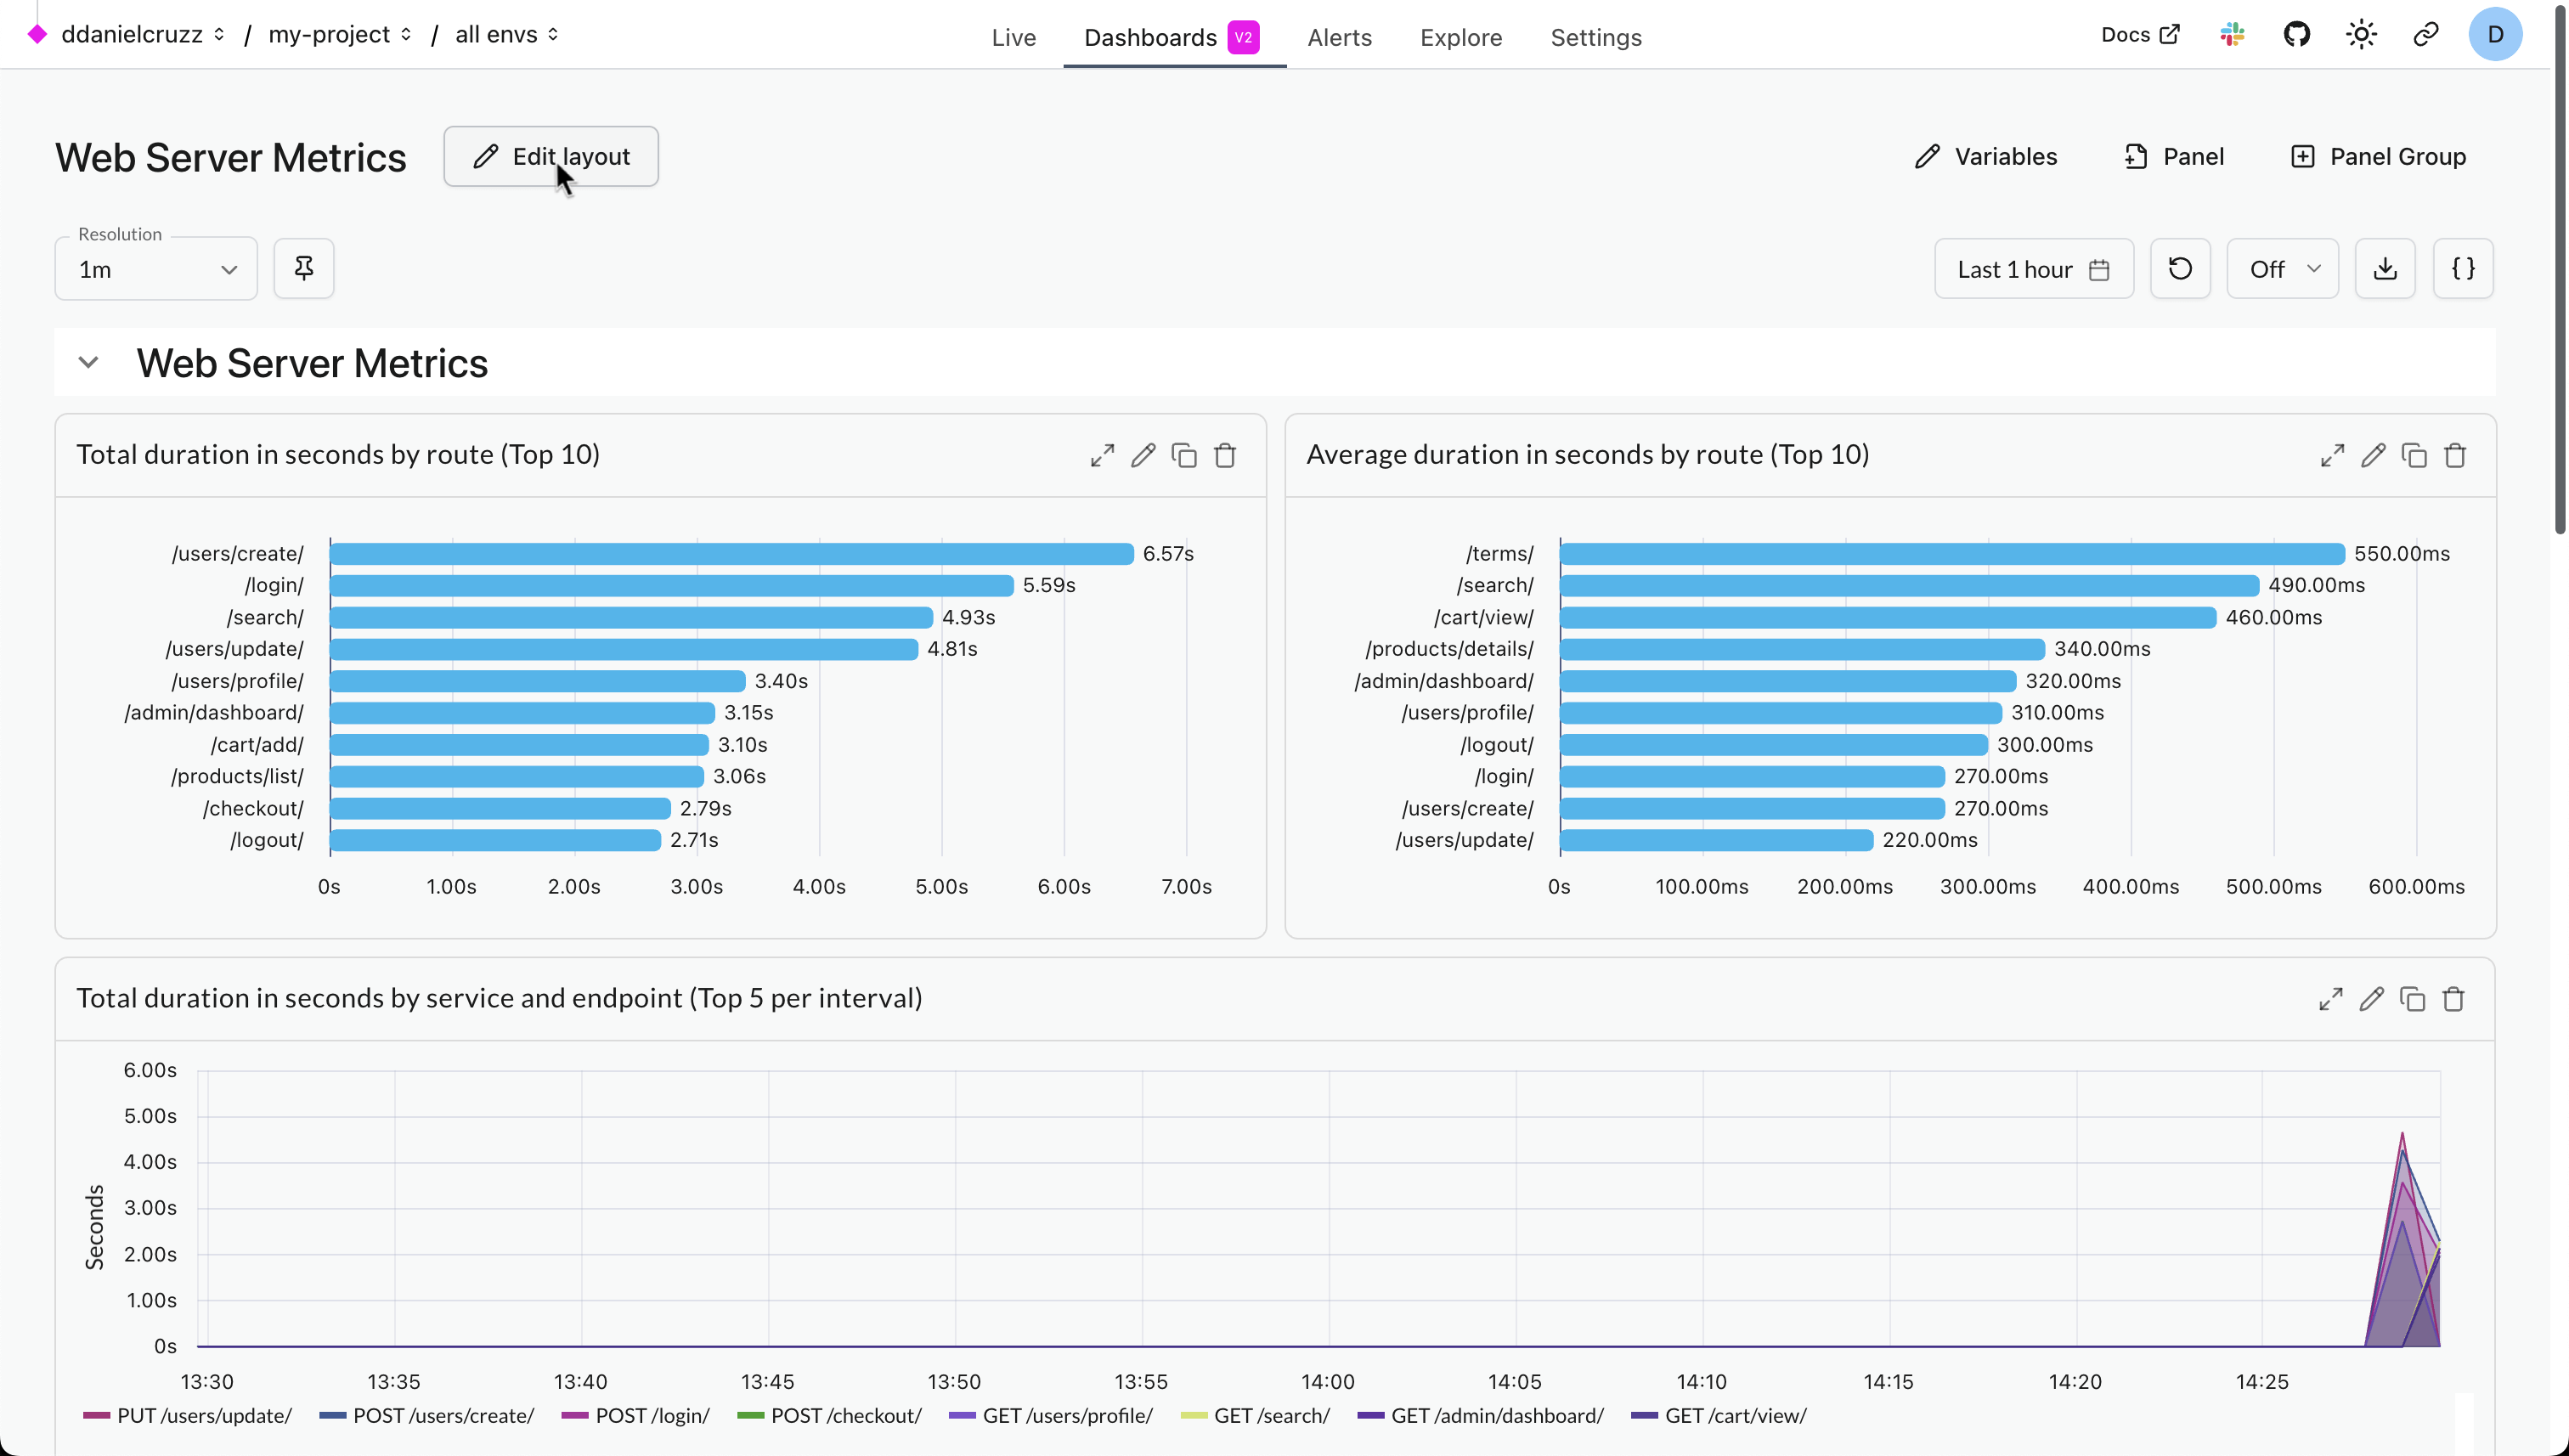 ddanielcruzz / my-project / all envs Live Dashboards V2 Alerts Explore Settings Docs D
Web Server Metrics Edit layout Variables Panel Panel Group
Resolution
1m Last 1 hour Off {}
Web Server Metrics
Total duration in seconds by route (Top 10)
/users/create/ 6.57s
/login/ 5.59s
/search/ 4.93s
/users/update/ 4.81s
/users/profile/ 3.40s
/admin/dashboard/ 3.15s
/cart/add/ 3.10s
/products/list/ 3.06s
/checkout/ 2.79s
/logout/ 2.71s
0s 1.00s 2.00s 3.00s 4.00s 5.00s 6.00s 7.00s
Average duration in seconds by route (Top 10)
/terms/ 550.00ms
/search/ 490.00ms
/cart/view/ 460.00ms
/products/details/ 340.00ms
/admin/dashboard/ 320.00ms
/users/profile/ 310.00ms
/logout/ 300.00ms
/login/ 270.00ms
/users/create/ 270.00ms
/users/update/ 220.00ms
0s 100.00ms 200.00ms 300.00ms 400.00ms 500.00ms 600.00ms
Total duration in seconds by service and endpoint (Top 5 per interval)
Seconds
6.00s
5.00s
4.00s
3.00s
2.00s
1.00s
0s
13:30 13:35 13:40 13:45 13:50 13:55 14:00 14:05 14:10 14:15 14:20 14:25
PUT /users/update/ POST /users/create/ POST /login/ POST /checkout/ GET /users/profile/ GET /search/ GET /admin/dashboard/ GET /cart/view/